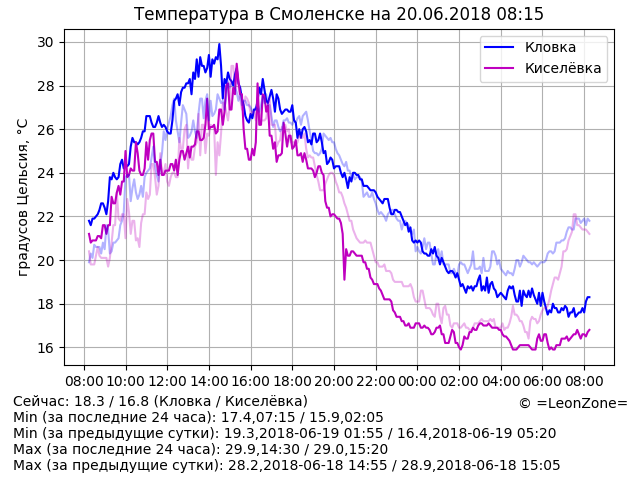 Температура в Смоленске на 20.06.2018 08:15
градусов Цельсия, °C
30
28
26
24
22
20
18
16
Кловка
Киселёвка
08:00 10:00 12:00 14:00 16:00 18:00 20:00 22:00 00:00 02:00 04:00 06:00 08:00
Сейчас: 18.3 / 16.8 (Кловка / Киселёвка)
© =LeonZone=
Min (за последние 24 часа): 17.4,07:15 / 15.9,02:05
Min (за предыдущие сутки): 19.3,2018-06-19 01:55 / 16.4,2018-06-19 05:20
Max (за последние 24 часа): 29.9,14:30 / 29.0,15:20
Max (за предыдущие сутки): 28.2,2018-06-18 14:55 / 28.9,2018-06-18 15:05